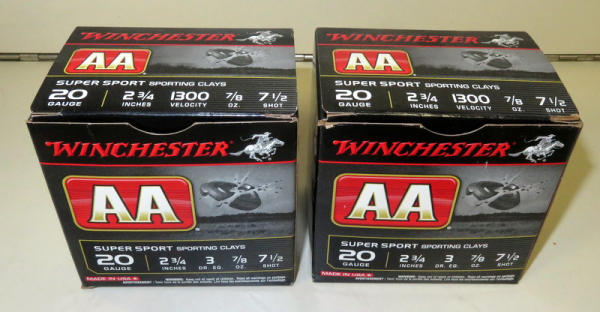 WINCHESTER
AA
SUPER SPORT SPORTING CLAYS
20 2 3/4 1300 7/8 7 1/2
GAUGE INCHES VELOCITY OZ. SHOT
WINCHESTER
AA
SUPER SPORT SPORTING CLAYS
20 2 3/4 3 7/8 7 1/2
GAUGE INCHES DR. EQ. OZ. SHOT
MADE IN USA
WINCHESTER
AA
SUPER SPORT SPORTING CLAYS
20 2 3/4 1300 7/8 7 1/2
GAUGE INCHES VELOCITY OZ. SHOT
WINCHESTER
AA
SUPER SPORT SPORTING CLAYS
20 2 3/4 3 7/8 7 1/2
GAUGE INCHES DR. EQ. OZ. SHOT
MADE IN USA